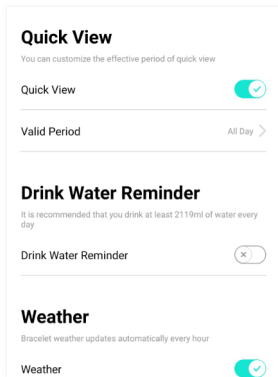 Quick View
You can customize the effective period of quick view
Quick View
Valid Period All Day
Drink Water Reminder
It is recommended that you drink at least 2119ml of water every
day
Drink Water Reminder
Weather
Bracelet weather updates automatically every hour
Weather